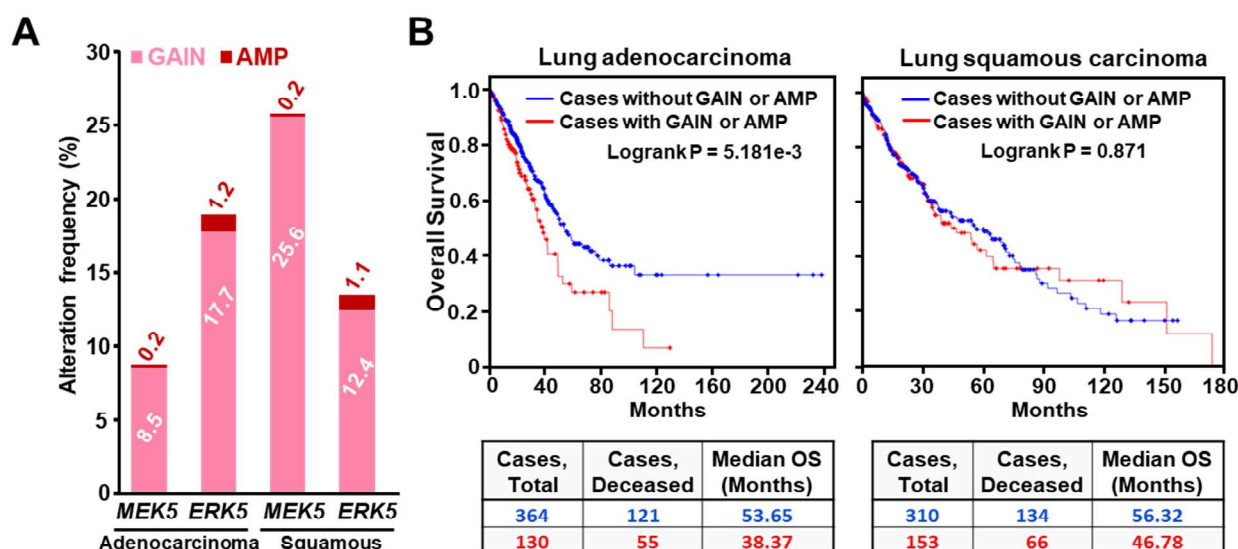 A
Alteration frequency (%)
30
25
20
15
10
5
0
GAIN AMP
8.5
0.2
17.7
1.2
25.6
0.2
12.4
1.1
MEK5 ERK5 MEK5 ERK5
Adenocarcinoma Squamous
B
Lung adenocarcinoma
Overall Survival
1.0
0.8
0.6
0.4
0.2
0
Cases without GAIN or AMP
Cases with GAIN or AMP
Logrank P = 5.181e-3
0 40 80 120 160 200 240
Months
Cases, Total Cases, Deceased Median OS (Months)
364 121 53.65
130 55 38.37
Lung squamous carcinoma
Cases without GAIN or AMP
Cases with GAIN or AMP
Logrank P = 0.871
0 30 60 90 120 150 180
Months
Cases, Total Cases, Deceased Median OS (Months)
310 134 56.32
153 66 46.78